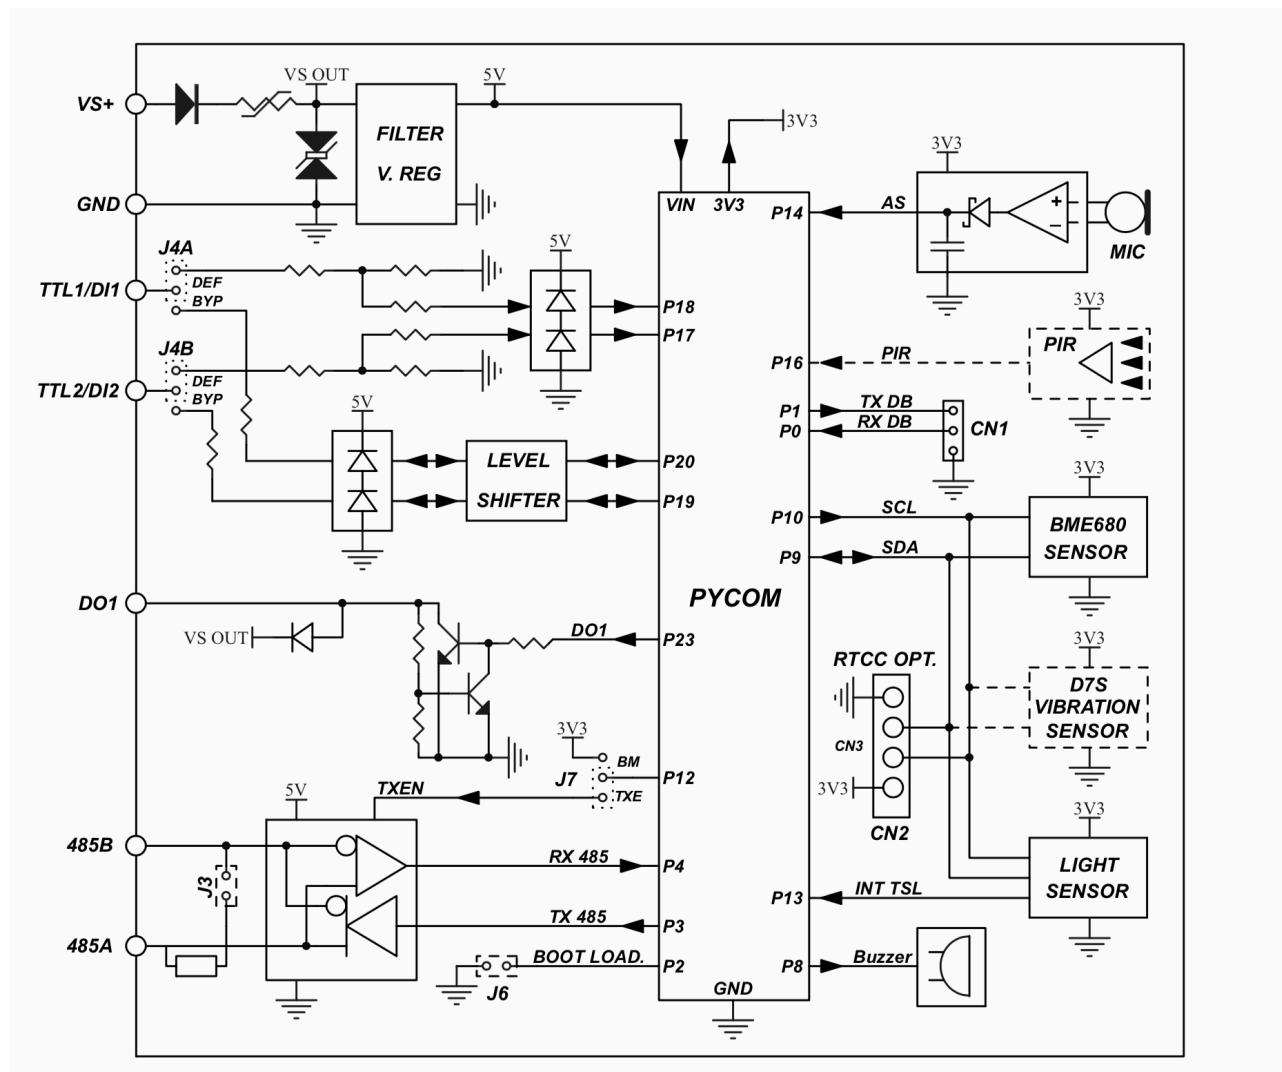 VS+
VS OUT
FILTER
V. REG
5V
3V3
GND
VIN
3V3
P14
AS
3V3
+
−
MIC
J4A
DEF
BYP
TTL1/DI1
5V
P18
P17
J4B
DEF
BYP
TTL2/DI2
5V
LEVEL
SHIFTER
P20
P19
3V3
PIR
P16
PIR
P1
TX DB
P0
RX DB
CN1
3V3
P10
SCL
P9
SDA
BME680
SENSOR
PYCOM
DO1
VS OUT
DO1
P23
3V3
D7S
VIBRATION
SENSOR
RTCC OPT.
CN3
3V3
CN2
3V3
BM
J7
TXE
P12
TXEN
5V
485B
J3
RX 485
P4
TX 485
P3
485A
BOOT LOAD.
P2
J6
3V3
LIGHT
SENSOR
P13
INT TSL
P8
Buzzer
GND